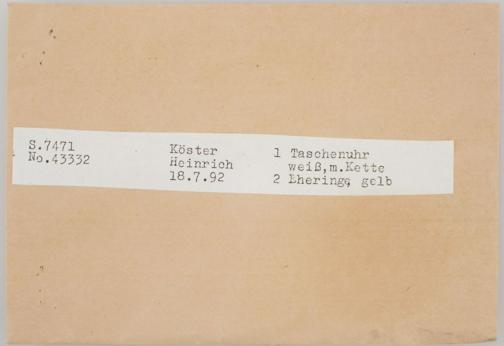 S.7471 Köster 1 Taschenuhr
No.43332 Heinrich weiß,m.Kette
18.7.92 2 Eheringe, gelb